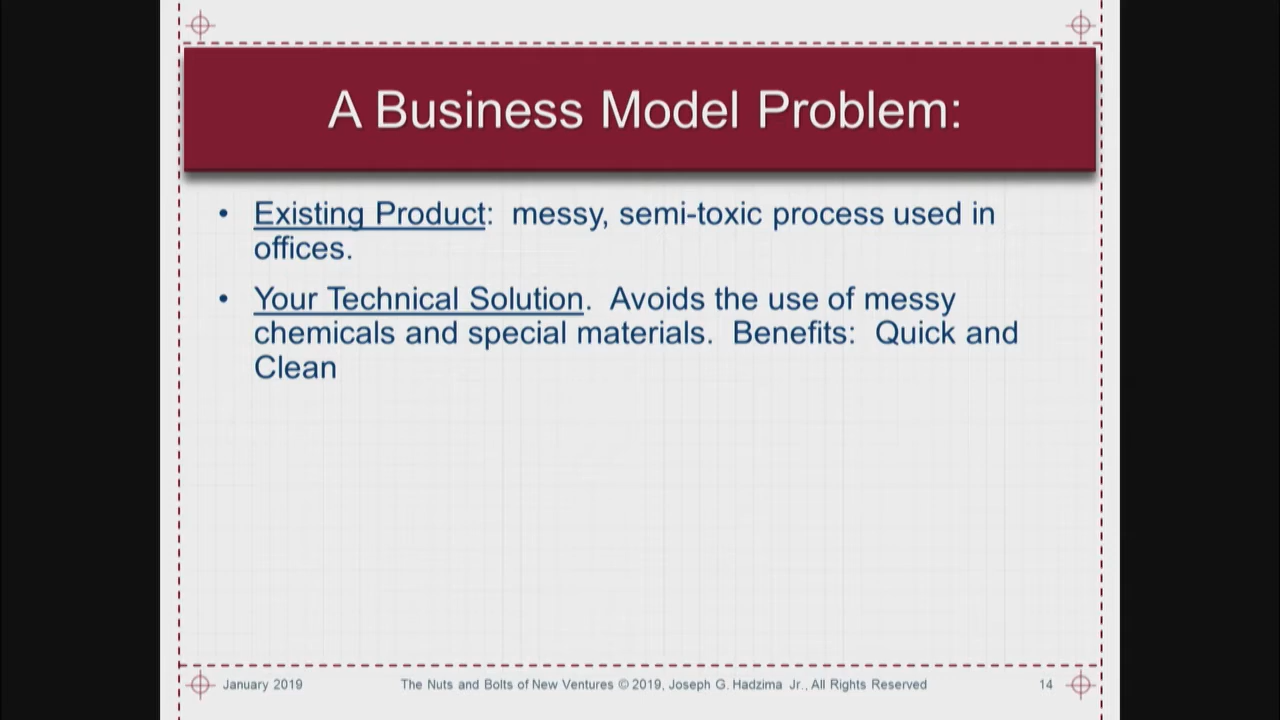 A Business Model Problem:
• Existing Product:  messy, semi-toxic process used in
offices.
• Your Technical Solution.  Avoids the use of messy
chemicals and special materials.  Benefits:  Quick and
Clean
January 2019
The Nuts and Bolts of New Ventures © 2019, Joseph G. Hadzima Jr., All Rights Reserved
14